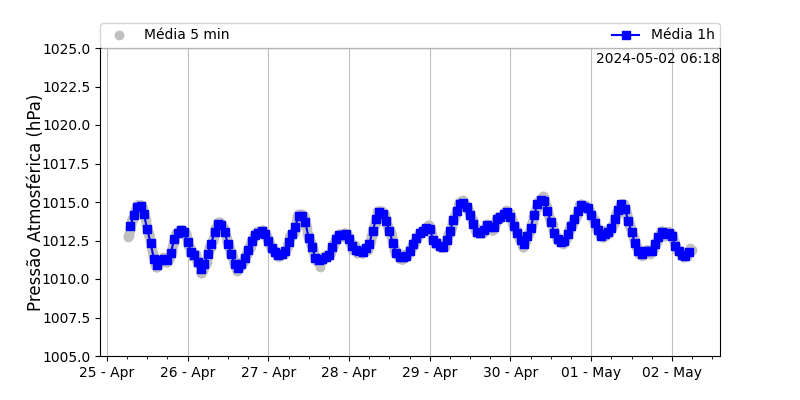 Média 5 min
Média 1h
2024-05-02 06:18
Pressão Atmosférica (hPa)
1025.0
1022.5
1020.0
1017.5
1015.0
1012.5
1010.0
1007.5
1005.0
25 - Apr
26 - Apr
27 - Apr
28 - Apr
29 - Apr
30 - Apr
01 - May
02 - May